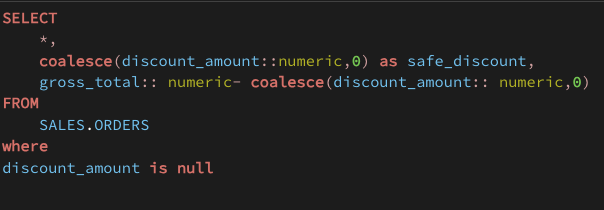 SELECT
*,
coalesce(discount_amount::numeric,0) as safe_discount,
gross_total:: numeric- coalesce(discount_amount:: numeric,0)
FROM
SALES.ORDERS
where
discount_amount is null